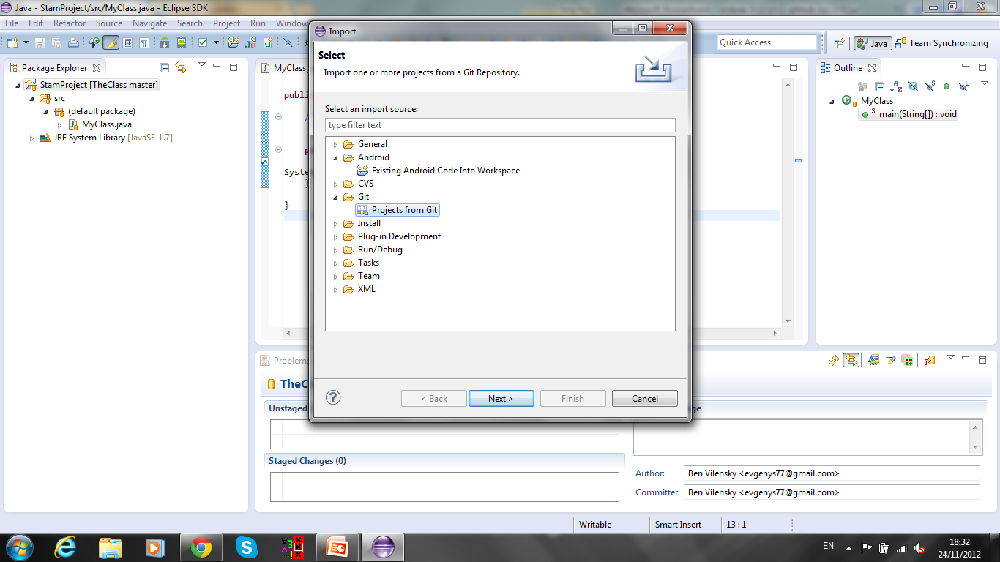 Java - StamProject/src/MyClass.java - Eclipse SDK
File Edit Refactor Source Navigate Search Project Run Window
Quick Access
Java
Team Synchronizing
Package Explorer
StamProject [TheClass master]
src
(default package)
MyClass.java
JRE System Library [JavaSE-1.7]
MyClass.
publi
//
p
Syste
}
}
Import
Select
Import one or more projects from a Git Repository.
Select an import source:
type filter text
General
Android
Existing Android Code Into Workspace
CVS
Git
Projects from Git
Install
Plug-in Development
Run/Debug
Tasks
Team
XML
?
< Back
Next >
Finish
Cancel
Outline
MyClass
main(String[]) : void
Problems
TheC
Unstaged
ge
Staged Changes (0)
Author: Ben Vilensky <evgenys77@gmail.com>
Committer: Ben Vilensky <evgenys77@gmail.com>
Writable
Smart Insert
13 : 1
EN
18:32
24/11/2012